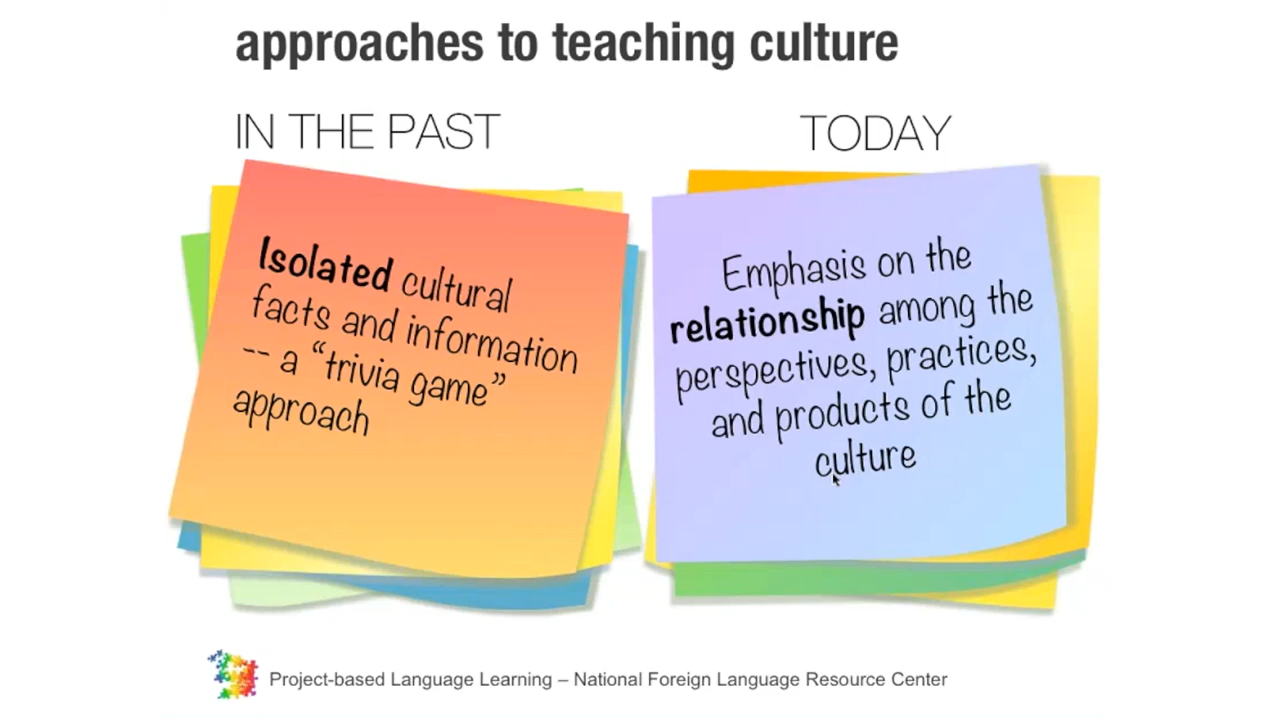 approaches to teaching culture
IN THE PAST
Isolated cultural
facts and information
-- a “trivia game”
approach
TODAY
Emphasis on the
relationship among the
perspectives, practices,
and products of the
culture
Project-based Language Learning – National Foreign Language Resource Center